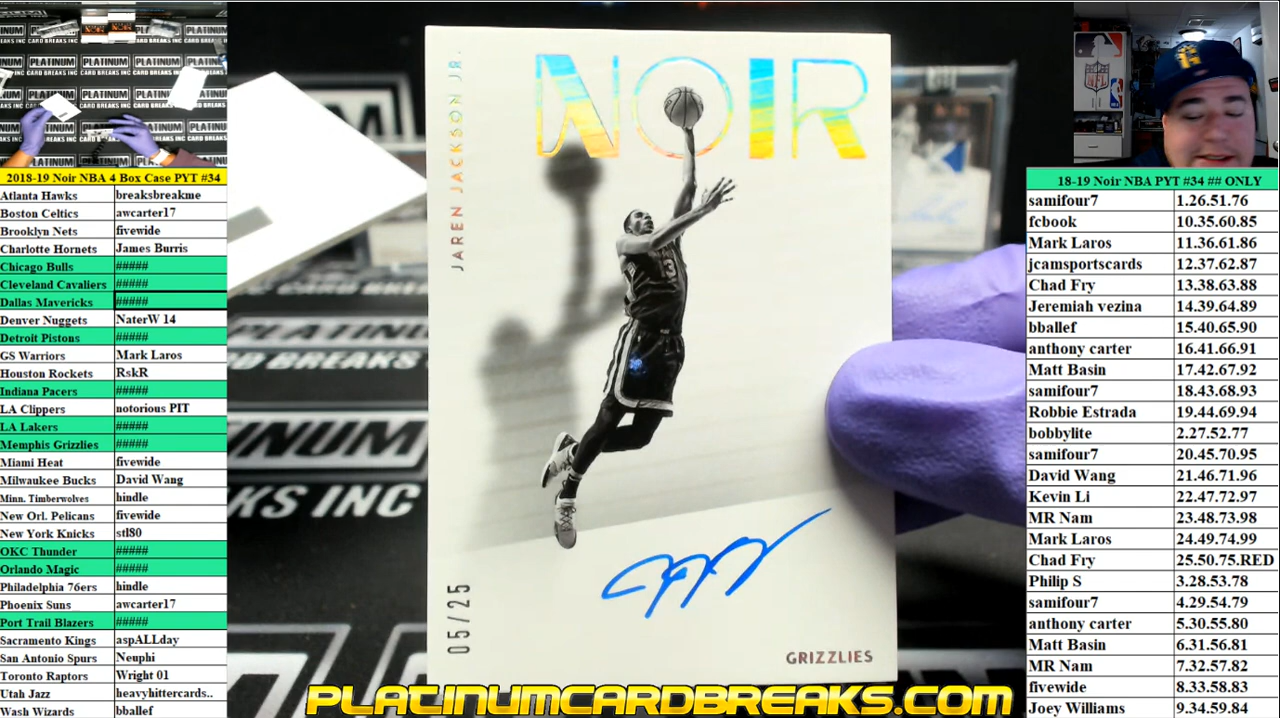 2018-19 Noir NBA 4 Box Case PYT #34
Atlanta Hawks breaksbreakme
Boston Celtics awcarter17
Brooklyn Nets fivewide
Charlotte Hornets James Burris
Chicago Bulls #####
Cleveland Cavaliers #####
Dallas Mavericks #####
Denver Nuggets NaterW 14
Detroit Pistons #####
GS Warriors Mark Laros
Houston Rockets RskR
Indiana Pacers #####
LA Clippers notorious PIT
LA Lakers #####
Memphis Grizzlies #####
Miami Heat fivewide
Milwaukee Bucks David Wang
Minn. Timberwolves hindle
New Orl. Pelicans fivewide
New York Knicks stl80
OKC Thunder #####
Orlando Magic #####
Philadelphia 76ers hindle
Phoenix Suns awcarter17
Port Trail Blazers #####
Sacramento Kings aspALLday
San Antonio Spurs Neuphi
Toronto Raptors Wright 01
Utah Jazz heavyhittercards..
Wash Wizards bballef
NOIR
JAREN JACKSON JR.
13
05/25
GRIZZLIES
PLATINUM
CARD BREAKS INC
PLATINUMCARDBREAKS.COM
NFL
18-19 Noir NBA PYT #34 ## ONLY
samifour7 1.26.51.76
fcbook 10.35.60.85
Mark Laros 11.36.61.86
jcamsportscards 12.37.62.87
Chad Fry 13.38.63.88
Jeremiah vezina 14.39.64.89
bballef 15.40.65.90
anthony carter 16.41.66.91
Matt Basin 17.42.67.92
samifour7 18.43.68.93
Robbie Estrada 19.44.69.94
bobbylite 2.27.52.77
samifour7 20.45.70.95
David Wang 21.46.71.96
Kevin Li 22.47.72.97
MR Nam 23.48.73.98
Mark Laros 24.49.74.99
Chad Fry 25.50.75.RED
Philip S 3.28.53.78
samifour7 4.29.54.79
anthony carter 5.30.55.80
Matt Basin 6.31.56.81
MR Nam 7.32.57.82
fivewide 8.33.58.83
Joey Williams 9.34.59.84